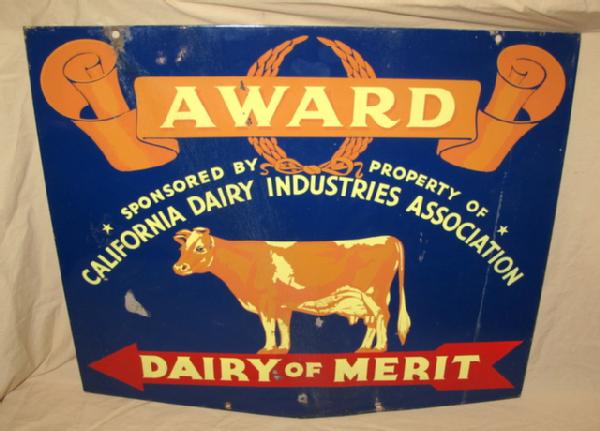 AWARD
SPONSORED BY PROPERTY OF
CALIFORNIA DAIRY INDUSTRIES ASSOCIATION
DAIRY OF MERIT